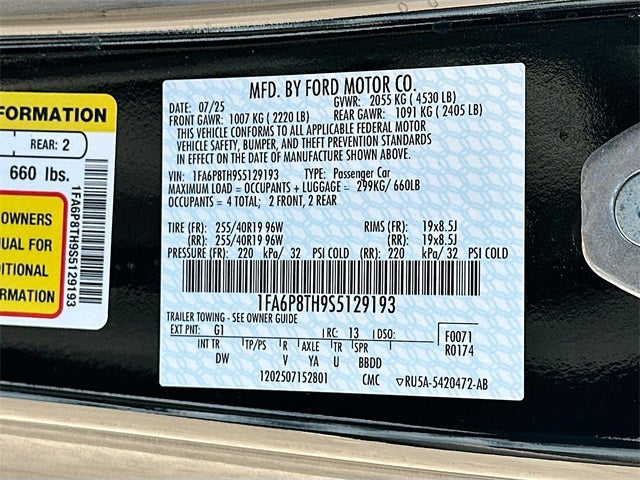 FORMATION
REAR: 2
660 lbs.
OWNERS
UAL FOR
DITIONAL
ORMATION
1FA6P8TH9S5129193
MFD. BY FORD MOTOR CO.
DATE: 07/25 GVWR: 2055 KG ( 4530 LB)
FRONT GAWR: 1007 KG ( 2220 LB) REAR GAWR: 1091 KG ( 2405 LB)
THIS VEHICLE CONFORMS TO ALL APPLICABLE FEDERAL MOTOR
VEHICLE SAFETY, BUMPER, AND THEFT PREVENTION STANDARDS
IN EFFECT ON THE DATE OF MANUFACTURE SHOWN ABOVE.
VIN: 1FA6P8TH9S5129193 TYPE: Passenger Car
MAXIMUM LOAD = OCCUPANTS + LUGGAGE = 299KG/ 660LB
OCCUPANTS = 4 TOTAL; 2 FRONT, 2 REAR
TIRE (FR): 255/40R19 96W RIMS (FR): 19x8.5J
(RR): 255/40R19 96W (RR): 19x8.5J
PRESSURE (FR): 220 kPa/ 32 PSI COLD (RR): 220 kPa/ 32 PSI COLD
1FA6P8TH9S5129193
TRAILER TOWING - SEE OWNER GUIDE
EXT PNT: G1 RC: 13 DSO: F0071
INT TR TP/PS R AXLE TR SPR R0174
DW V YA U BBDD
1202507152801 CMC ▽RU5A-5420472-AB